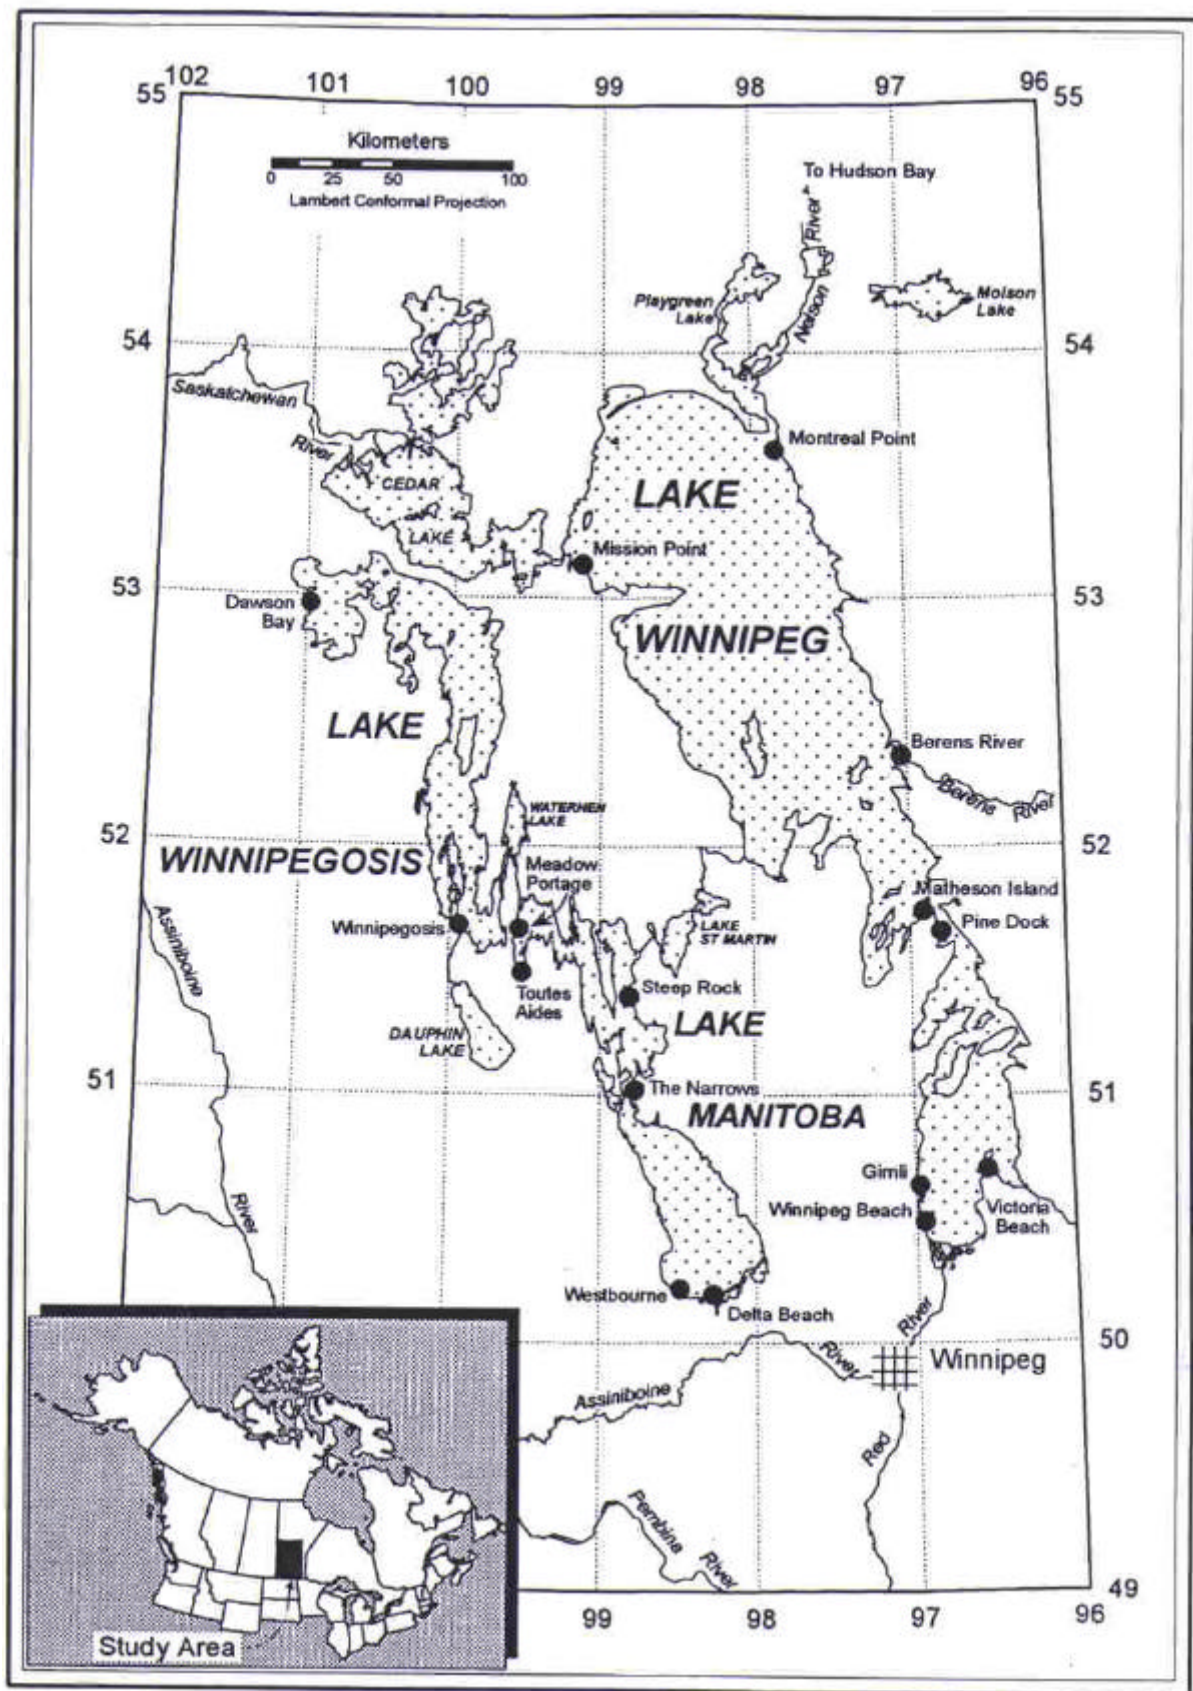 102
101
100
99
98
97
96
55
55
Kilometers
0
25
50
100
Lambert Conformal Projection
To Hudson Bay
River
Nelson
Playgreen
Lake
Molson
Lake
54
54
Saskatchewan
River
CEDAR
LAKE
Montreal Point
LAKE
Mission Point
53
53
Dawson
Bay
WINNIPEG
LAKE
Berens River
Berens
River
WATERHEN
LAKE
52
52
WINNIPEGOSIS
Meadow
Portage
Matheson Island
Pine Dock
Winnipegosis
LAKE
ST MARTIN
Assiniboine
Toutes
Aides
Steep Rock
LAKE
DAUPHIN
LAKE
51
51
The Narrows
MANITOBA
Gimli
Winnipeg Beach
Victoria
Beach
River
Westbourne
Delta Beach
River
50
River
Winnipeg
Assiniboine
Red
Pembina
River
49
99
98
97
96
Study Area